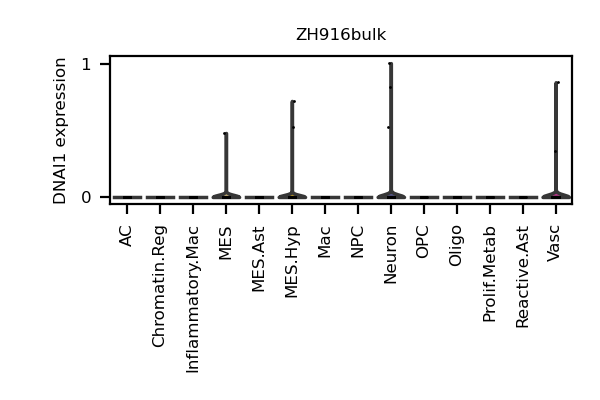 ZH916bulk
DNAI1 expression
1
0
AC
Chromatin.Reg
Inflammatory.Mac
MES
MES.Ast
MES.Hyp
Mac
NPC
Neuron
OPC
Oligo
Prolif.Metab
Reactive.Ast
Vasc